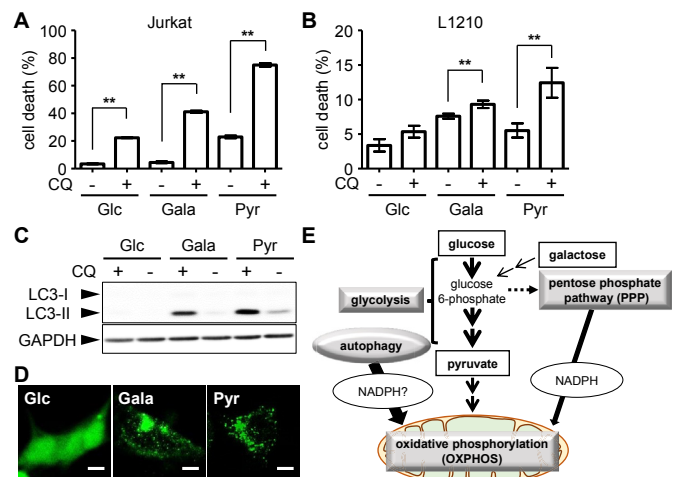 A
Jurkat
cell death (%)
100
80
60
40
20
0
**
**
**
CQ - + - + - +
Glc Gala Pyr
B
L1210
cell death (%)
20
15
10
5
0
**
**
CQ - + - + - +
Glc Gala Pyr
C
Glc Gala Pyr
CQ + - + - + -
LC3-I
LC3-II
GAPDH
D
Glc
Gala
Pyr
E
glucose
galactose
glucose
6-phosphate
pentose phosphate
pathway (PPP)
glycolysis
autophagy
pyruvate
NADPH?
NADPH
oxidative phosphorylation
(OXPHOS)